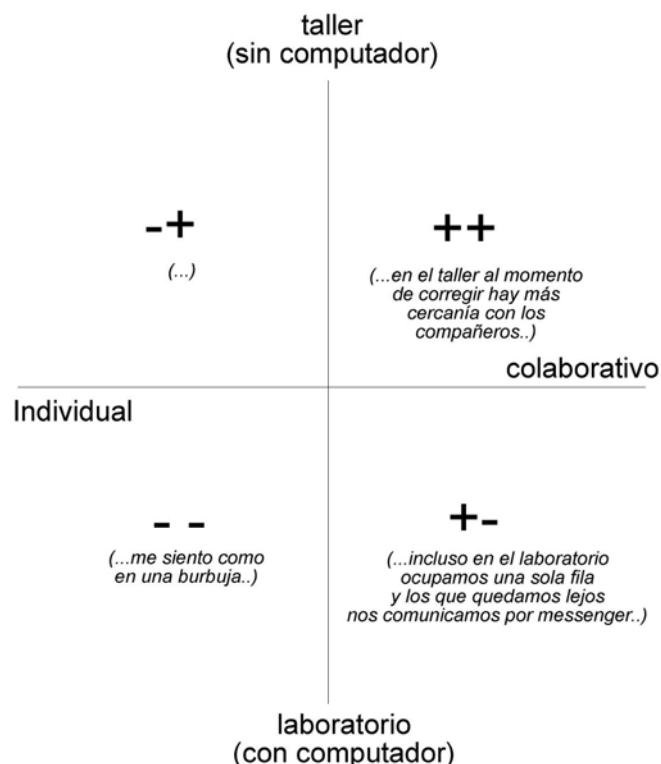 taller
(sin computador)
-+
(...)
++
(...en el taller al momento
de corregir hay más
cercanía con los
compañeros..)
colaborativo
Individual
- -
(...me siento como
en una burbuja..)
+-
(...incluso en el laboratorio
ocupamos una sola fila
y los que quedamos lejos
nos comunicamos por messenger..)
laboratorio
(con computador)